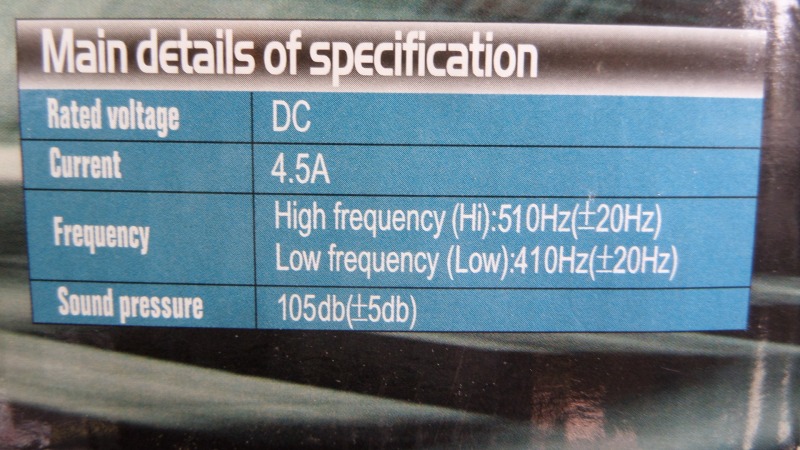 Main details of specification
Rated voltage DC
Current 4.5A
Frequency
High frequency (Hi):510Hz(±20Hz)
Low frequency (Low):410Hz(±20Hz)
Sound pressure 105db(±5db)